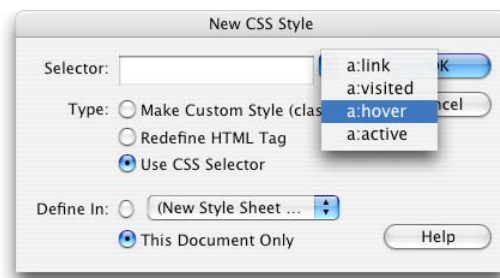 New CSS Style
Selector:
a:link
a:visited
a:hover
a:active
Type: Make Custom Style
Redefine HTML Tag
Use CSS Selector
Define In: (New Style Sheet ...
This Document Only
Help